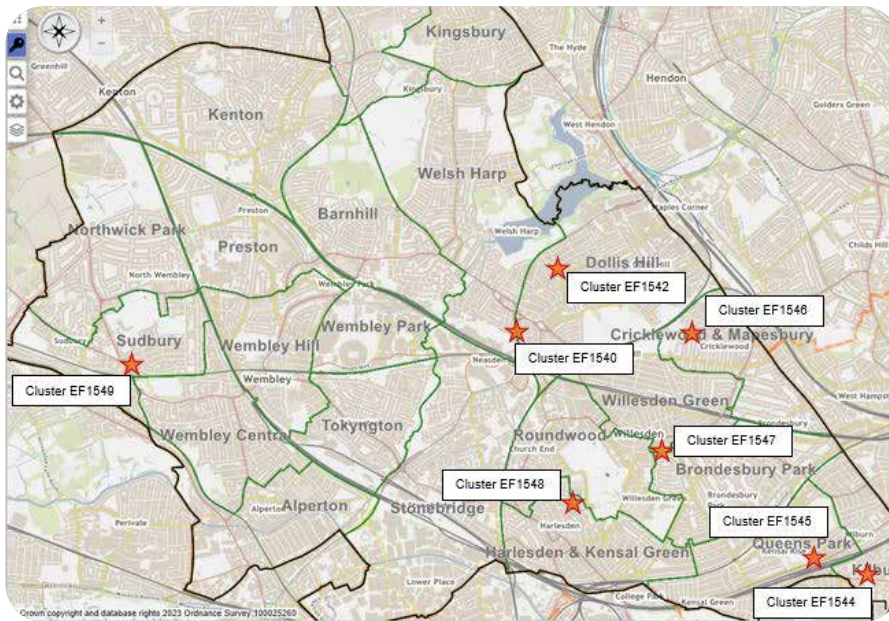 Kingsbury
The Hyde
Hendon
Greenhill
Kenton
Kingsbury
Golders Green
Kenton
West Hendon
Welsh Harp
Staples Corner
Preston
Barnhill
Northwick Park
Welsh Harp
Childs Hill
Preston
Dollis Hill
North Wembley
Wembley Park
Cluster EF1542
Cluster EF1546
Wembley Park
Sudbury
Sudbury
Wembley Hill
Cricklewood & Mapesbury
Cricklewood
Neasden
Cluster EF1540
Wembley
Cluster EF1549
West Hampst
Willesden Green
Tokyngton
Brondesbury
Wembley Central
Roundwood
Willesden
Cluster EF1547
Church End
Brondesbury Park
Cluster EF1548
Willesden Green
Brondesbury
Park
Alperton
Alperton
Stonebridge
Perivale
Cluster EF1545
Harlesden
Kilburn
Queens Park
Harlesden & Kensal Green
Kensal Rise
Kilbu
Lower Place
College Park
Kensal Green
Cluster EF1544
Crown copyright and database rights 2023 Ordnance Survey 100025260